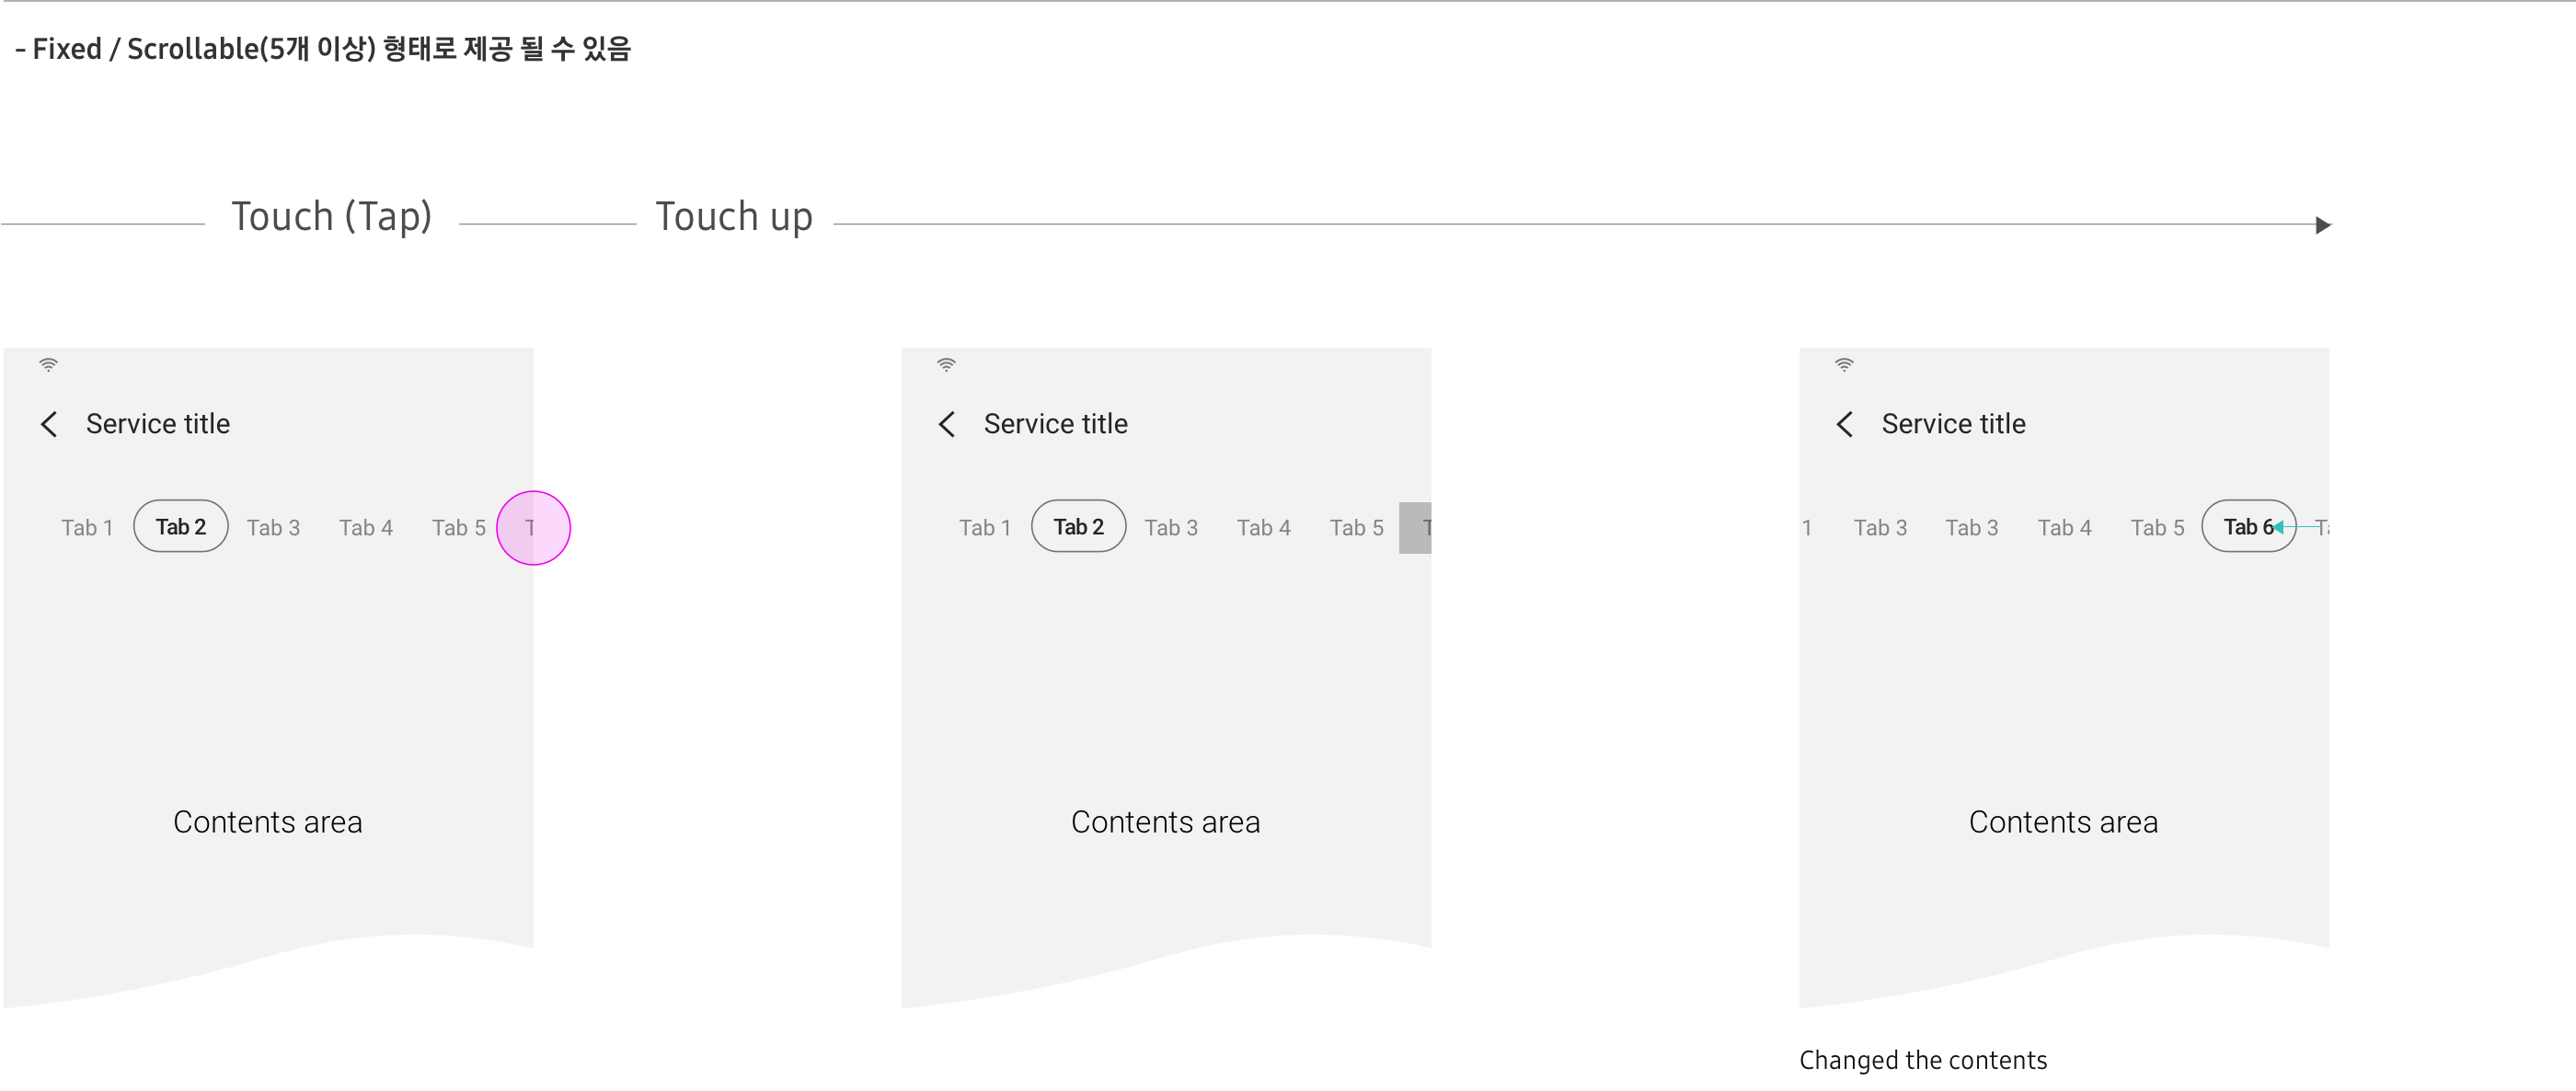 - Fixed / Scrollable(5개 이상) 형태로 제공 될 수 있음
Touch (Tap) Touch up
Service title Service title Service title
Tab 1 Tab 2 Tab 3 Tab 4 Tab 5 T Tab 1 Tab 2 Tab 3 Tab 4 Tab 5 T 1 Tab 3 Tab 3 Tab 4 Tab 5 Tab 6 Ta
Contents area Contents area Contents area
Changed the contents